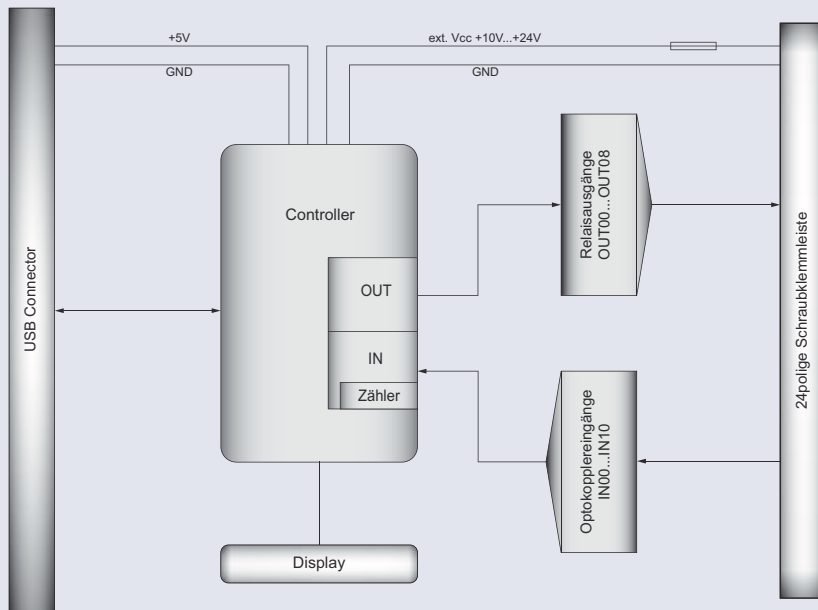 +5V
ext. Vcc +10V...+24V
GND
GND
Relaisausgänge
OUT00...OUT08
Controller
USB Connector
OUT
24polige Schraubklemmleiste
IN
Zähler
Optokopplereingänge
IN00...IN10
Display